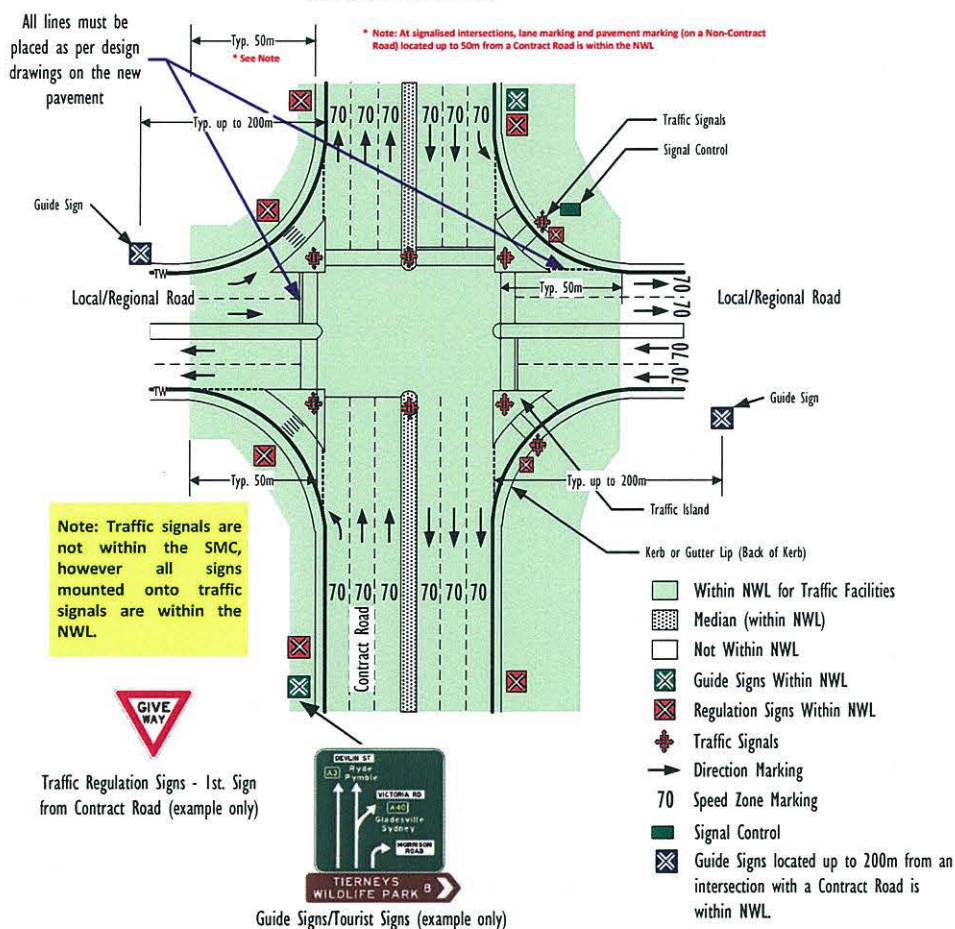 All lines must be
placed as per design
drawings on the new
pavement
Typ. 50m
* See Note
* Note: At signalised intersections, lane marking and pavement marking (on a Non-Contract
Road) located up to 50m from a Contract Road is within the NWL
Typ. up to 200m
70 70 70 70 70 70
Traffic Signals
Signal Control
Guide Sign
TW
Local/Regional Road
Typ. 50m
70
70
Local/Regional Road
70
70
TW
Guide Sign
Typ. 50m
Typ. up to 200m
Traffic Island
Note: Traffic signals are
not within the SMC,
however all signs
mounted onto traffic
signals are within the
NWL.
Kerb or Gutter Lip (Back of Kerb)
70 70 70 70 70 70
Contract Road
Within NWL for Traffic Facilities
Median (within NWL)
Not Within NWL
Guide Signs Within NWL
Regulation Signs Within NWL
Traffic Signals
Direction Marking
70 Speed Zone Marking
Signal Control
Guide Signs located up to 200m from an
intersection with a Contract Road is
within NWL.
GIVE
WAY
Traffic Regulation Signs - 1st. Sign
from Contract Road (example only)
DEVLIN ST
A3 Ryde
Pymble
VICTORIA RD
A40
Gladesville
Sydney
MORRISON
ROAD
TIERNEYS
WILDLIFE PARK 8
Guide Signs/Tourist Signs (example only)